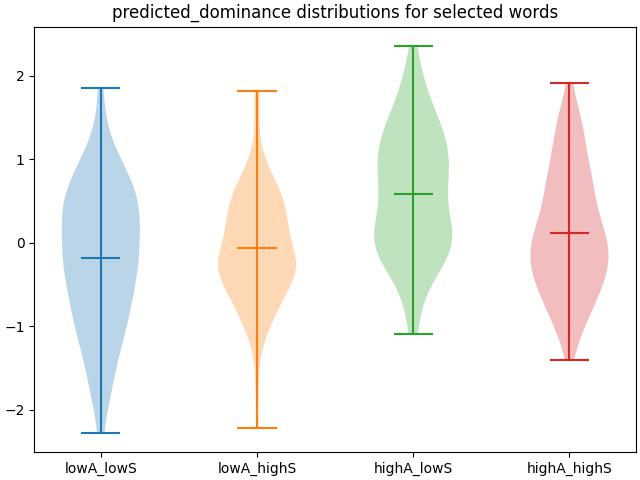 predicted_dominance distributions for selected words
2
1
0
−1
−2
lowA_lowS lowA_highS highA_lowS highA_highS